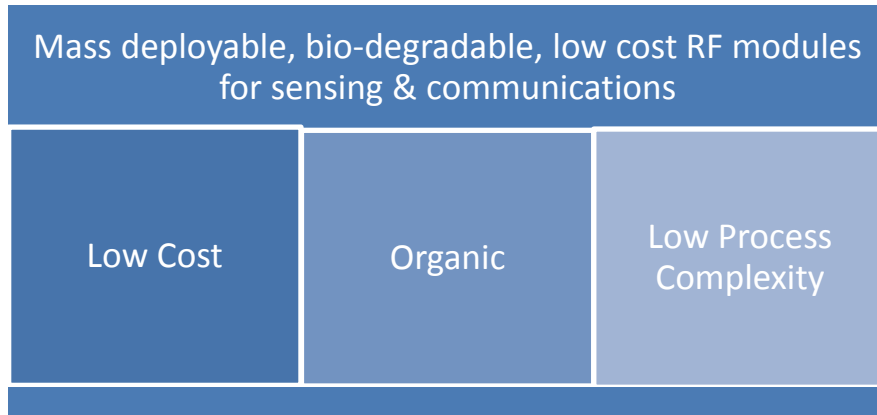 Mass deployable, bio-degradable, low cost RF modules
for sensing & communications
Low Cost
Organic
Low Process
Complexity